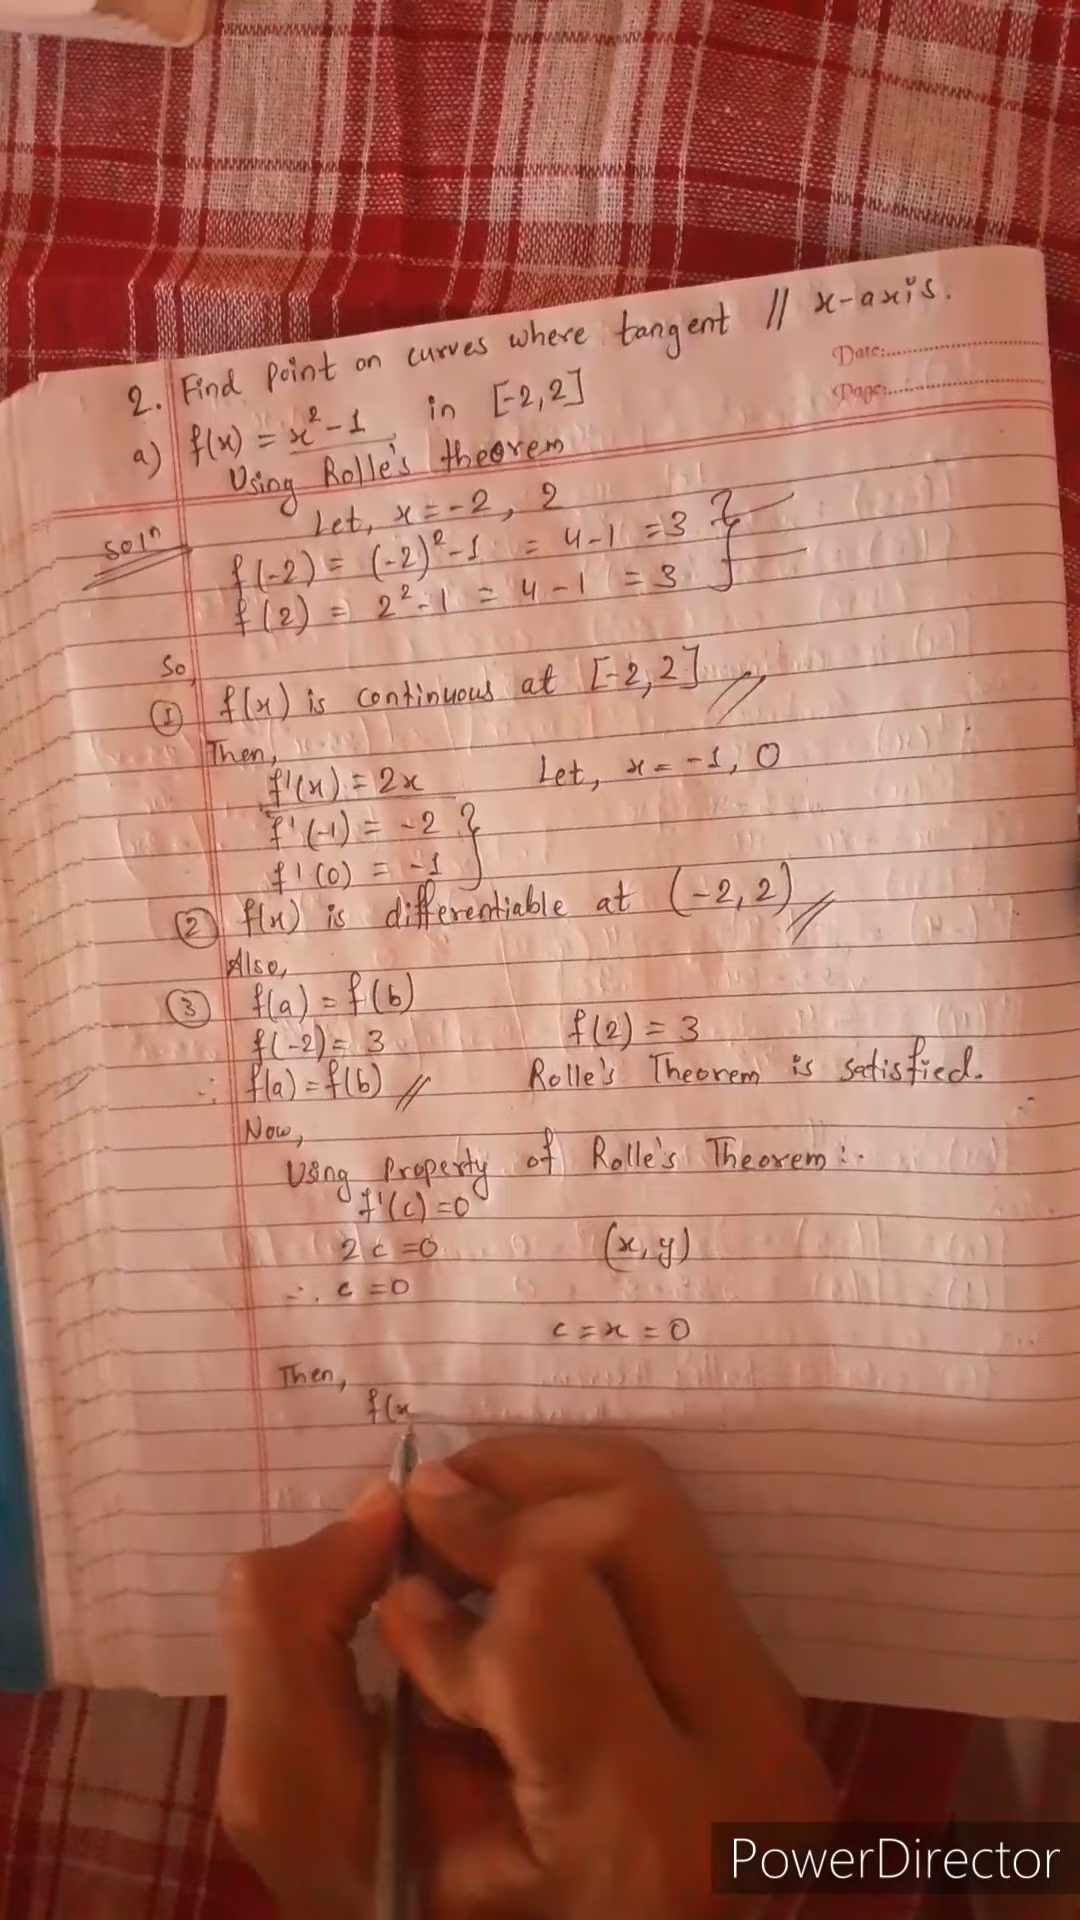 2. Find point on curves where tangent // x-axis.
Date:
Page:
a) f(x) = x² - 1 in [-2,2]
Using Rolle's theorem
Soln
Let, x = -2, 2
f(-2) = (-2)² - 1 = 4-1 = 3 }
f(2) = 2² - 1 = 4 - 1 = 3
So,
① f(x) is continuous at [-2,2] //
Then,
f'(x) = 2x Let, x = -1, 0
f'(-1) = -2 }
f'(0) = -1
② f(x) is differentiable at (-2,2) //
Also,
③ f(a) = f(b)
f(-2) = 3 f(2) = 3
∴ f(a) = f(b) // Rolle's Theorem is satisfied.
Now,
Using Property of Rolle's Theorem:
f'(c) = 0
2c = 0 (x, y)
∴ c = 0
c = x = 0
Then,
f(x
PowerDirector